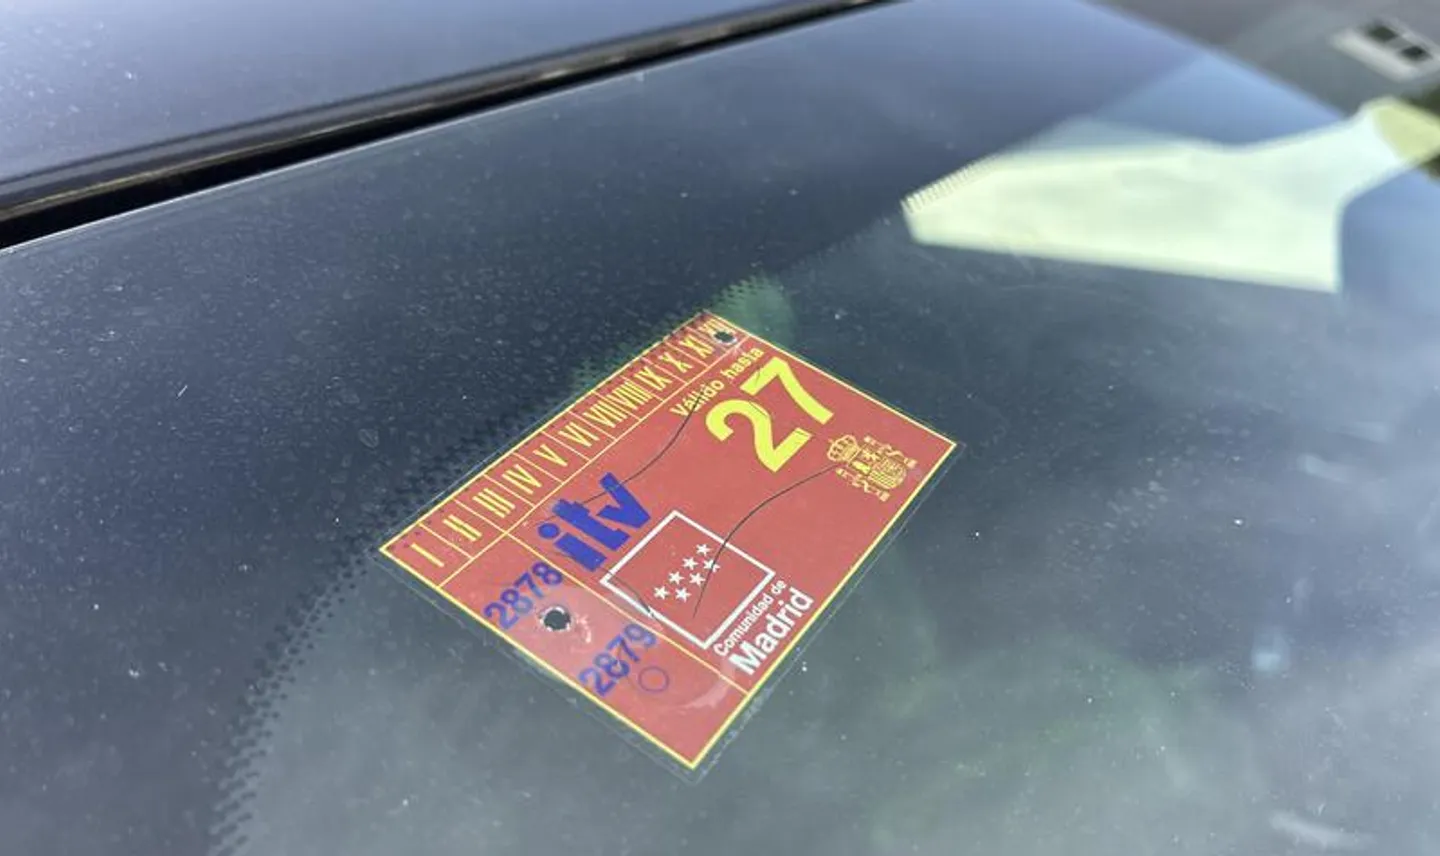 I II III IV V VI VII VIII IX X XI XII
Válido hasta
27
itv
2878
2879
Comunidad de
Madrid